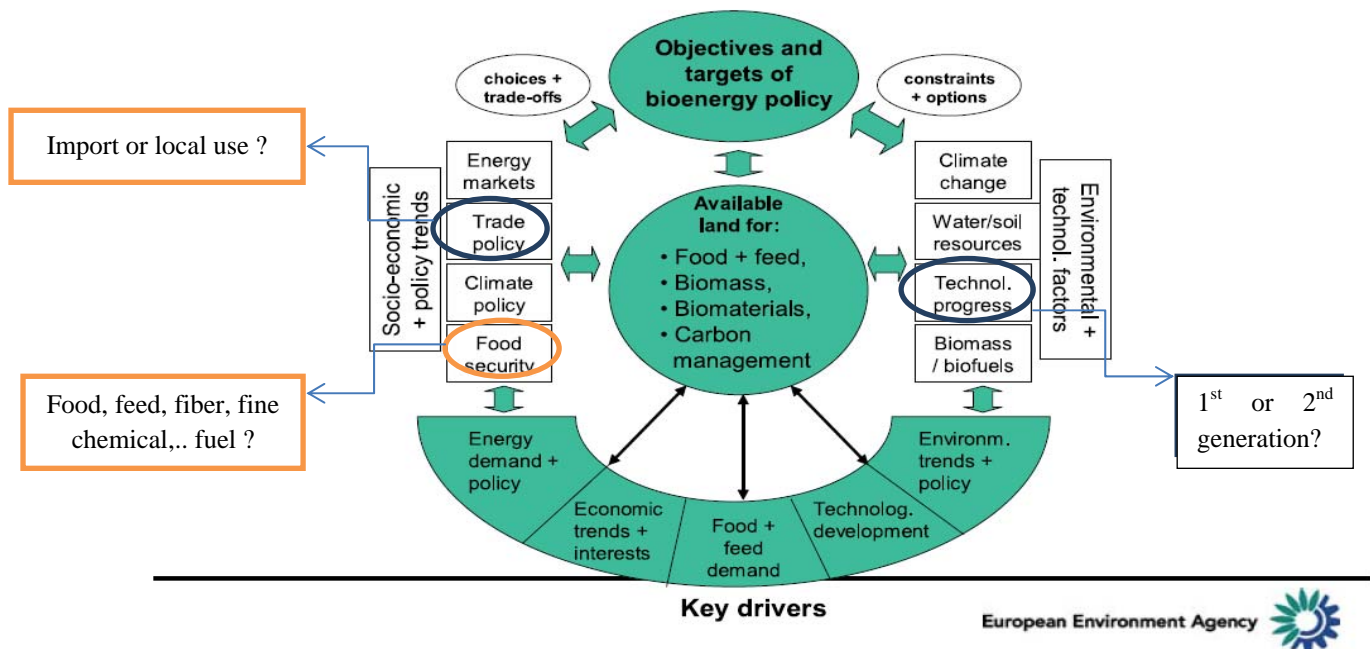 Objectives and
targets of
bioenergy policy
choices +
trade-offs
constraints
+ options
Import or local use ?
Socio-economic
+ policy trends
Energy
markets
Trade
policy
Climate
policy
Food
security
Available
land for:
• Food + feed,
• Biomass,
• Biomaterials,
• Carbon
management
Climate
change
Water/soil
resources
Technol.
progress
Biomass
/ biofuels
Environmental +
technol. factors
Food, feed, fiber, fine
chemical,.. fuel ?
1st or 2nd
generation?
Energy
demand +
policy
Economic
trends +
interests
Food +
feed
demand
Technolog.
development
Environm.
trends +
policy
Key drivers
European Environment Agency